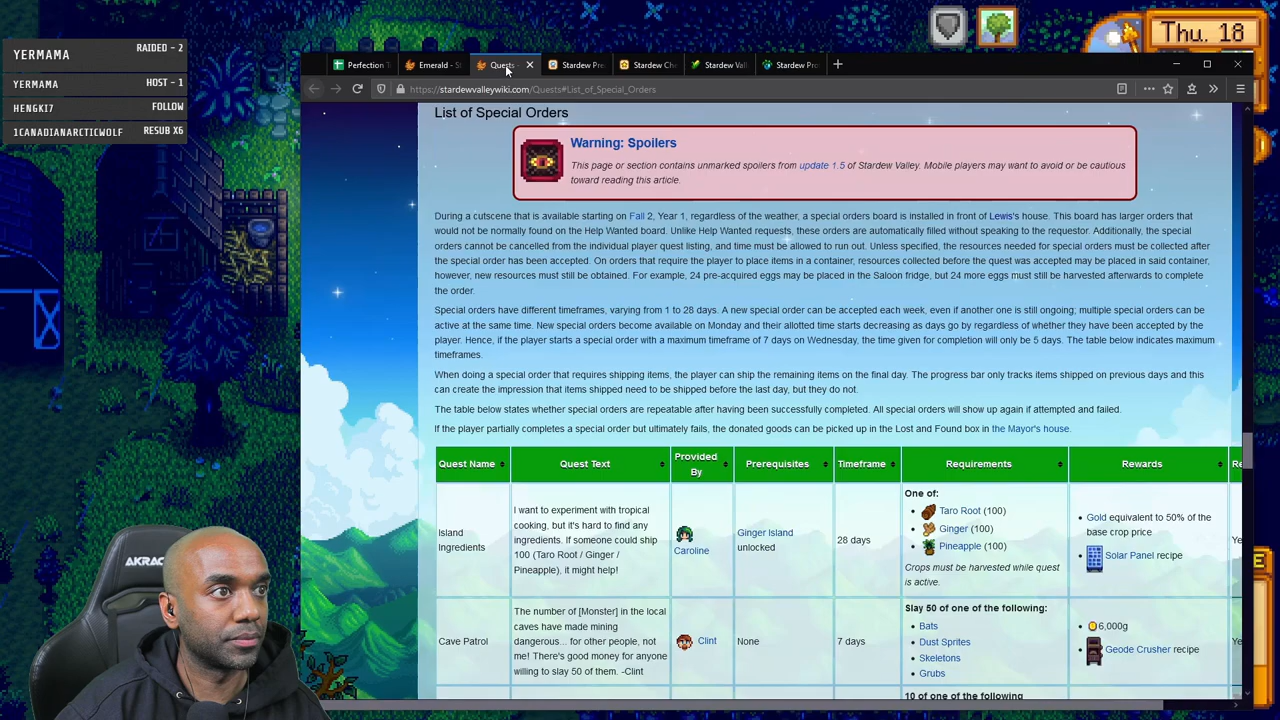 YERMAMA
RAIDED - 2
YERMAMA
HOST - 1
HENGKI7
FOLLOW
1CANADIANARCTICWOLF
RESUB X6
Thu. 18
Perfection T
Emerald - St
Quests -
Stardew Pre
Stardew Che
Stardew Vall
Stardew Pro
https://stardewvalleywiki.com/Quests#List_of_Special_Orders
List of Special Orders
Warning: Spoilers
This page or section contains unmarked spoilers from update 1.5 of Stardew Valley. Mobile players may want to avoid or be cautious
toward reading this article.
During a cutscene that is available starting on Fall 2, Year 1, regardless of the weather, a special orders board is installed in front of Lewis's house. This board has larger orders that
would not be normally found on the Help Wanted board. Unlike Help Wanted requests, these orders are automatically filled without speaking to the requestor. Additionally, the special
orders cannot be cancelled from the individual player quest listing, and time must be allowed to run out. Unless specified, the resources needed for special orders must be collected after
the special order has been accepted. On orders that require the player to place items in a container, resources collected before the quest was accepted may be placed in said container,
however, new resources must still be obtained. For example, 24 pre-acquired eggs may be placed in the Saloon fridge, but 24 more eggs must still be harvested afterwards to complete
the order.
Special orders have different timeframes, varying from 1 to 28 days. A new special order can be accepted each week, even if another one is still ongoing; multiple special orders can be
active at the same time. New special orders become available on Monday and their allotted time starts decreasing as days go by regardless of whether they have been accepted by the
player. Hence, if the player starts a special order with a maximum timeframe of 7 days on Wednesday, the time given for completion will only be 5 days. The table below indicates maximum
timeframes.
When doing a special order that requires shipping items, the player can ship the remaining items on the final day. The progress bar only tracks items shipped on previous days and this
can create the impression that items shipped need to be shipped before the last day, but they do not.
The table below states whether special orders are repeatable after having been successfully completed. All special orders will show up again if attempted and failed.
If the player partially completes a special order but ultimately fails, the donated goods can be picked up in the Lost and Found box in the Mayor's house.
Quest Name
Quest Text
Provided By
Prerequisites
Timeframe
Requirements
Rewards
Re
Island Ingredients
I want to experiment with tropical
cooking, but it's hard to find any
ingredients. If someone could ship
100 (Taro Root / Ginger /
Pineapple), it might help!
Caroline
Ginger Island
unlocked
28 days
One of:
Taro Root (100)
Ginger (100)
Pineapple (100)
Crops must be harvested while quest
is active.
Gold equivalent to 50% of the
base crop price
Solar Panel recipe
Ye
Cave Patrol
The number of [Monster] in the local
caves have made mining
dangerous... for other people, not
me! There's good money for anyone
willing to slay 50 of them. -Clint
Clint
None
7 days
Slay 50 of one of the following:
Bats
Dust Sprites
Skeletons
Grubs
6,000g
Geode Crusher recipe
Ye
10 of one of the following
AKRAC
E